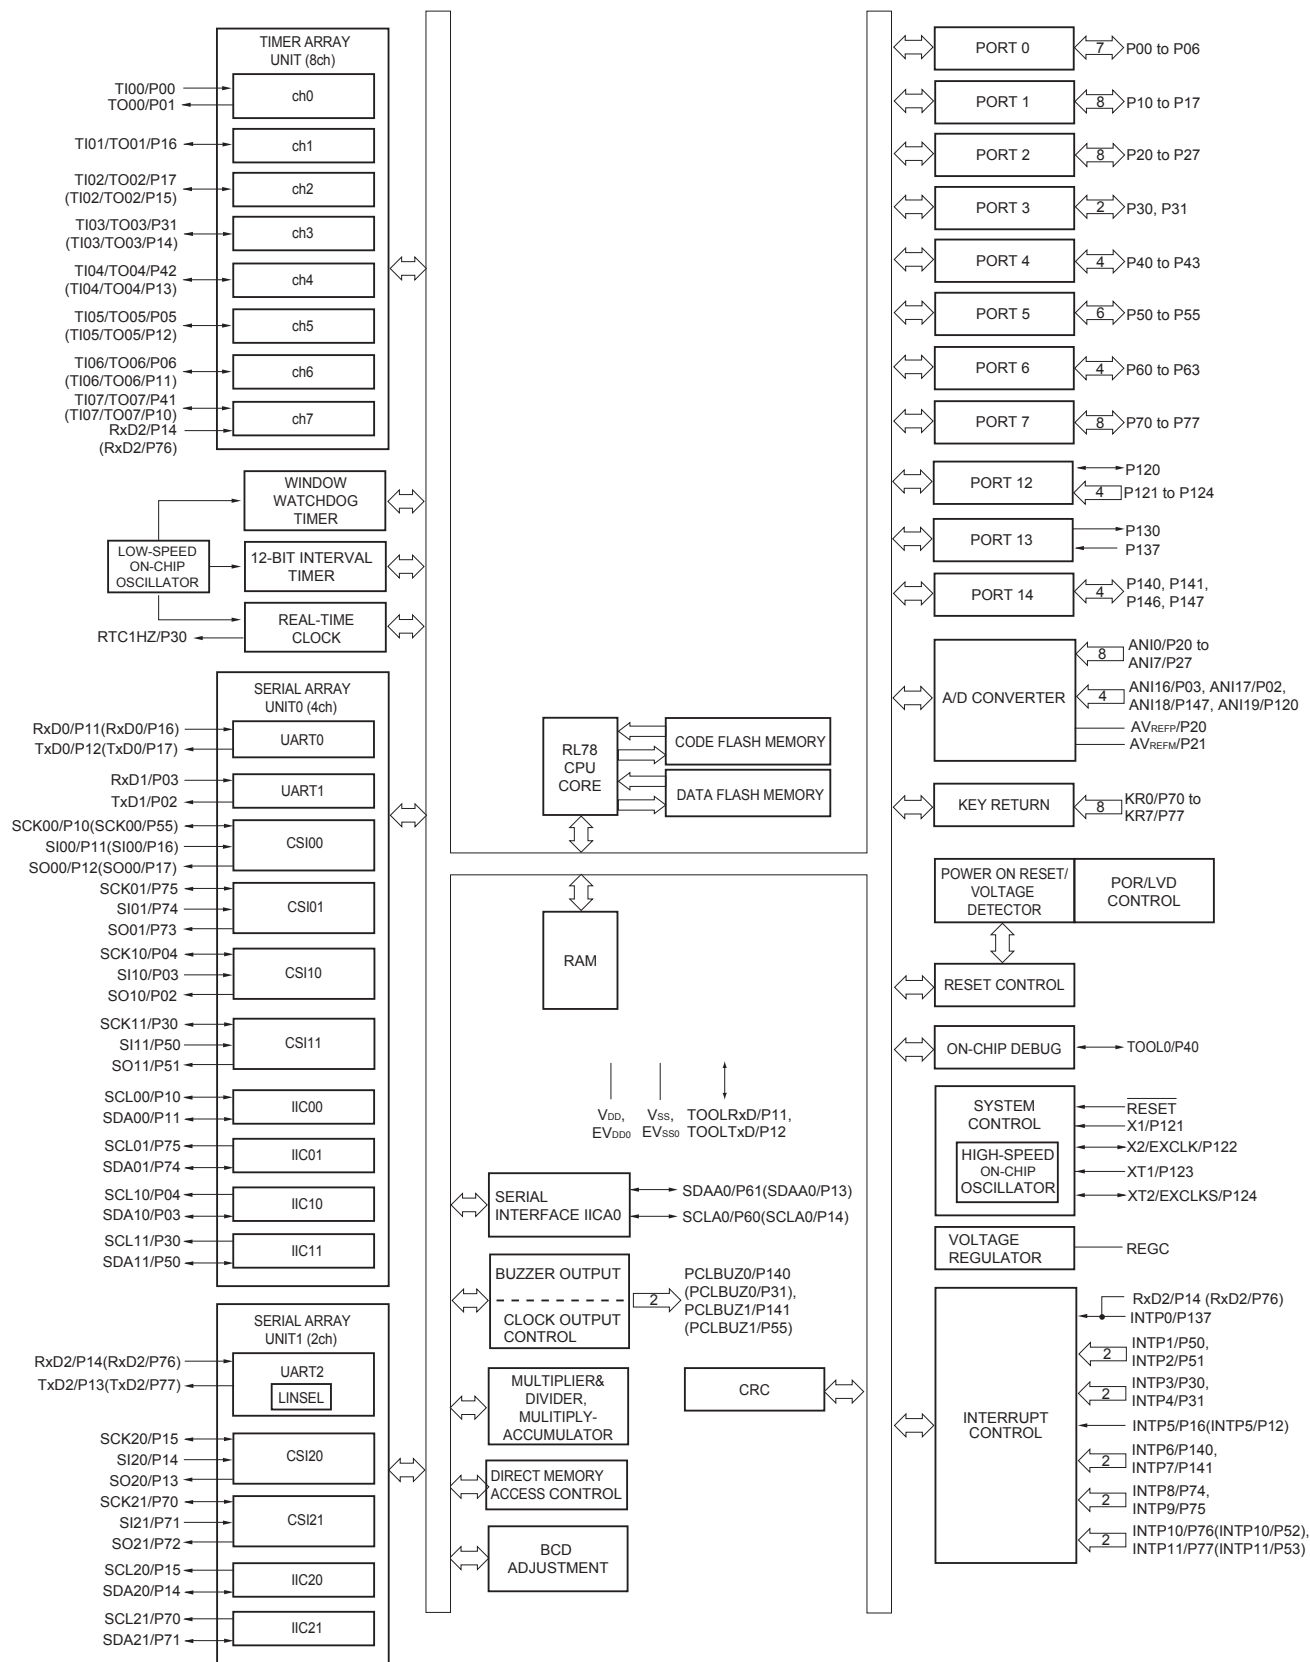 TIMER ARRAY
UNIT (8ch)
TI00/P00
TO00/P01
ch0
TI01/TO01/P16
ch1
TI02/TO02/P17
(TI02/TO02/P15)
ch2
TI03/TO03/P31
(TI03/TO03/P14)
ch3
TI04/TO04/P42
(TI04/TO04/P13)
ch4
TI05/TO05/P05
(TI05/TO05/P12)
ch5
TI06/TO06/P06
(TI06/TO06/P11)
ch6
TI07/TO07/P41
(TI07/TO07/P10)
RxD2/P14
(RxD2/P76)
ch7
WINDOW
WATCHDOG
TIMER
LOW-SPEED
ON-CHIP
OSCILLATOR
12-BIT INTERVAL
TIMER
REAL-TIME
CLOCK
RTC1HZ/P30
SERIAL ARRAY
UNIT0 (4ch)
RxD0/P11(RxD0/P16)
TxD0/P12(TxD0/P17)
UART0
RxD1/P03
TxD1/P02
UART1
SCK00/P10(SCK00/P55)
SI00/P11(SI00/P16)
SO00/P12(SO00/P17)
CSI00
SCK01/P75
SI01/P74
SO01/P73
CSI01
SCK10/P04
SI10/P03
SO10/P02
CSI10
SCK11/P30
SI11/P50
SO11/P51
CSI11
SCL00/P10
SDA00/P11
IIC00
SCL01/P75
SDA01/P74
IIC01
SCL10/P04
SDA10/P03
IIC10
SCL11/P30
SDA11/P50
IIC11
SERIAL ARRAY
UNIT1 (2ch)
RxD2/P14(RxD2/P76)
TxD2/P13(TxD2/P77)
UART2
LINSEL
SCK20/P15
SI20/P14
SO20/P13
CSI20
SCK21/P70
SI21/P71
SO21/P72
CSI21
SCL20/P15
SDA20/P14
IIC20
SCL21/P70
SDA21/P71
IIC21
RL78
CPU
CORE
CODE FLASH MEMORY
DATA FLASH MEMORY
RAM
VDD,
EVDD0
VSS,
EVSS0
TOOLRxD/P11,
TOOLTxD/P12
SERIAL
INTERFACE IICA0
SDAA0/P61(SDAA0/P13)
SCLA0/P60(SCLA0/P14)
BUZZER OUTPUT
CLOCK OUTPUT
CONTROL
2
PCLBUZ0/P140
(PCLBUZ0/P31),
PCLBUZ1/P141
(PCLBUZ1/P55)
MULTIPLIER&
DIVIDER,
MULITIPLY-
ACCUMULATOR
CRC
DIRECT MEMORY
ACCESS CONTROL
BCD
ADJUSTMENT
PORT 0
7
P00 to P06
PORT 1
8
P10 to P17
PORT 2
8
P20 to P27
PORT 3
2
P30, P31
PORT 4
4
P40 to P43
PORT 5
6
P50 to P55
PORT 6
4
P60 to P63
PORT 7
8
P70 to P77
PORT 12
P120
4
P121 to P124
PORT 13
P130
P137
PORT 14
4
P140, P141,
P146, P147
A/D CONVERTER
8
ANI0/P20 to
ANI7/P27
4
ANI16/P03, ANI17/P02,
ANI18/P147, ANI19/P120
AVREFP/P20
AVREFM/P21
KEY RETURN
8
KR0/P70 to
KR7/P77
POWER ON RESET/
VOLTAGE
DETECTOR
POR/LVD
CONTROL
RESET CONTROL
ON-CHIP DEBUG
TOOL0/P40
SYSTEM
CONTROL
HIGH-SPEED
ON-CHIP
OSCILLATOR
RESET
X1/P121
X2/EXCLK/P122
XT1/P123
XT2/EXCLKS/P124
VOLTAGE
REGULATOR
REGC
INTERRUPT
CONTROL
RxD2/P14 (RxD2/P76)
INTP0/P137
2
INTP1/P50,
INTP2/P51
2
INTP3/P30,
INTP4/P31
INTP5/P16(INTP5/P12)
2
INTP6/P140,
INTP7/P141
2
INTP8/P74,
INTP9/P75
2
INTP10/P76(INTP10/P52),
INTP11/P77(INTP11/P53)